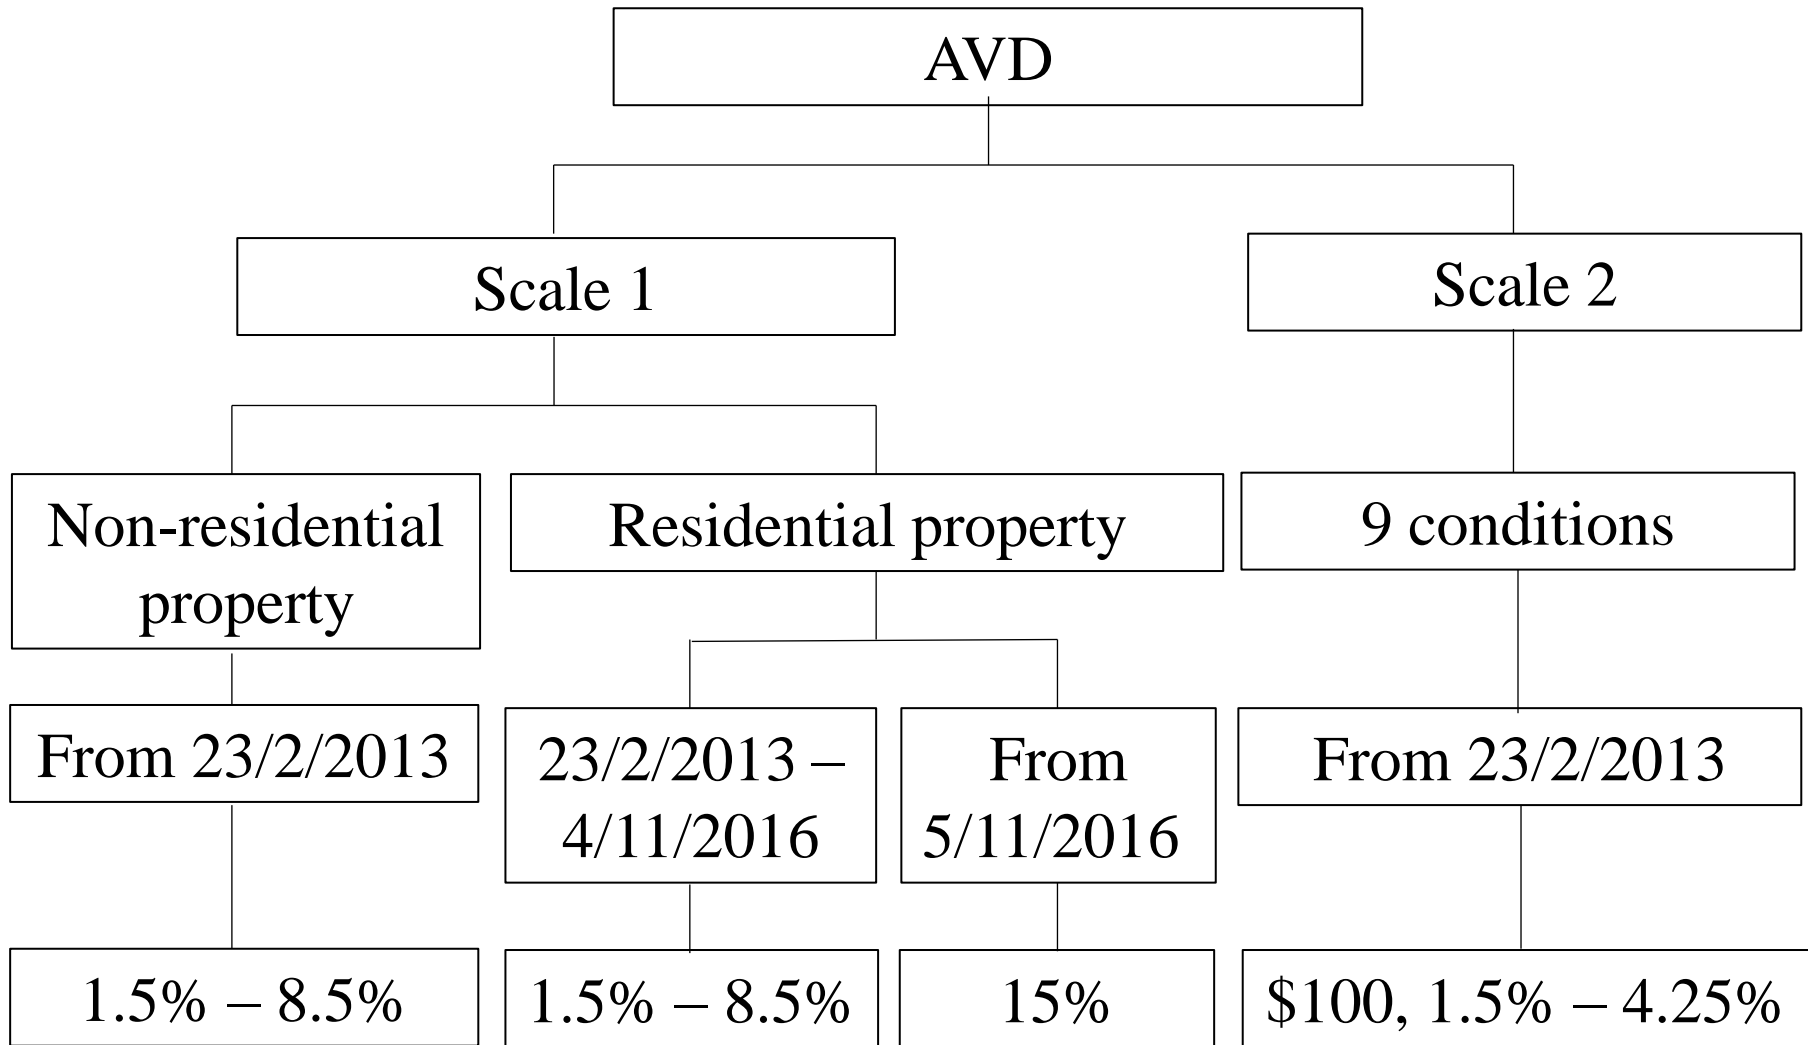 AVD
Scale 1
Scale 2
Non-residential
property
Residential property
9 conditions
From 23/2/2013
23/2/2013 –
4/11/2016
From
5/11/2016
From 23/2/2013
1.5% – 8.5%
1.5% – 8.5%
15%
$100, 1.5% – 4.25%